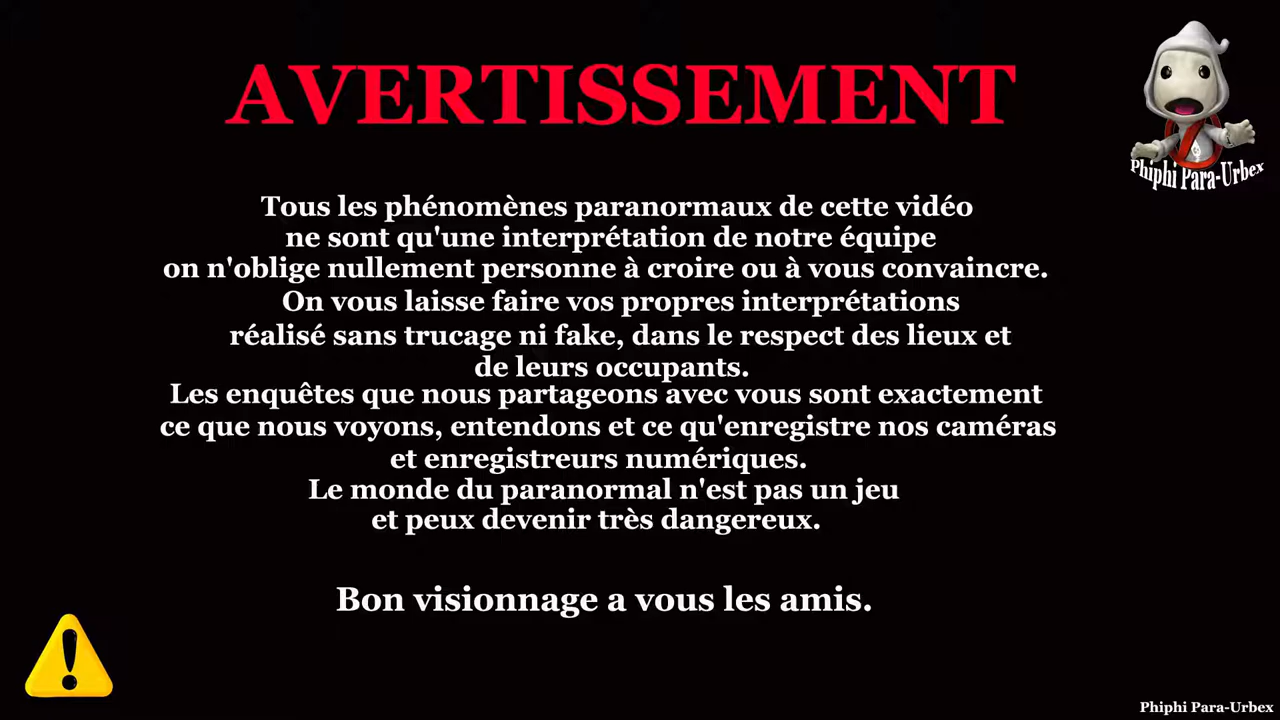 AVERTISSEMENT
Phiphi Para-Urbex
Tous les phénomènes paranormaux de cette vidéo
ne sont qu'une interprétation de notre équipe
on n'oblige nullement personne à croire ou à vous convaincre.
On vous laisse faire vos propres interprétations
réalisé sans trucage ni fake, dans le respect des lieux et
de leurs occupants.
Les enquêtes que nous partageons avec vous sont exactement
ce que nous voyons, entendons et ce qu'enregistre nos caméras
et enregistreurs numériques.
Le monde du paranormal n'est pas un jeu
et peux devenir très dangereux.
Bon visionnage a vous les amis.
Phiphi Para-Urbex